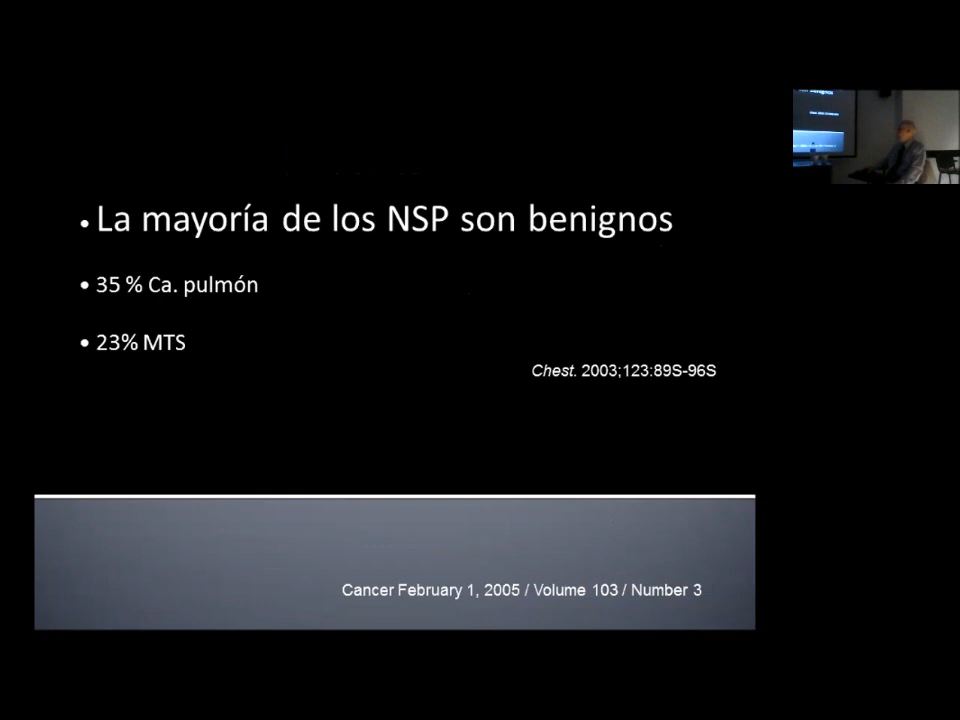 • La mayoría de los NSP son benignos
• 35 % Ca. pulmón
• 23% MTS
Chest. 2003;123:89S-96S
Cancer February 1, 2005 / Volume 103 / Number 3